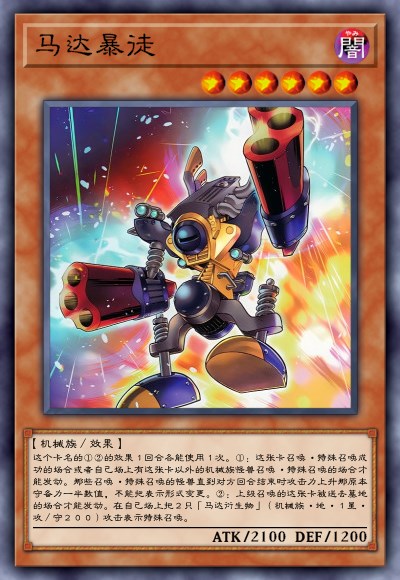 马达暴徒
やみ
闇
【机械族／效果】
这个卡名的①②的效果1回合各能使用1次。①：这张卡召唤·特殊召唤成
功的场合或者自己场上有这张卡以外的机械族怪兽召唤·特殊召唤的场合才
能发动。那些召唤·特殊召唤的怪兽直到对方回合结束时攻击力上升那原本
守备力一半数值，不能把表示形式变更。②：上级召唤的这张卡被送去墓地
的场合才能发动。在自己场上把2只「马达衍生物」（机械族·地·1星·
攻／守200）攻击表示特殊召唤。
ATK/2100 DEF/1200